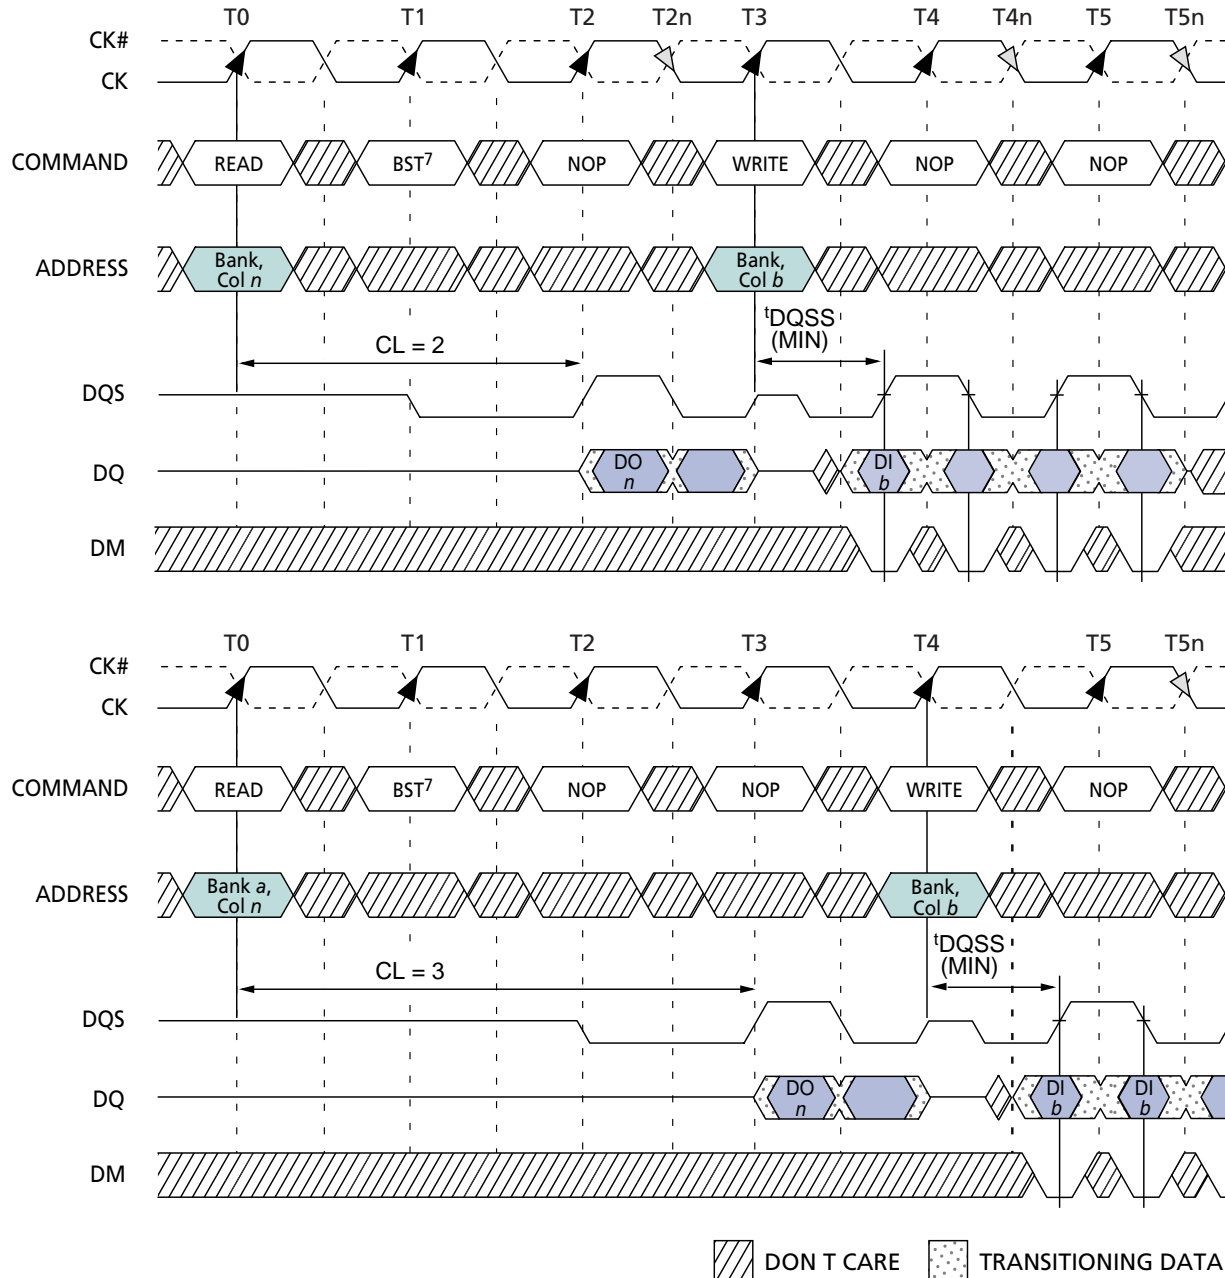 T0 T1 T2 T2n T3 T4 T4n T5 T5n
CK#
CK
COMMAND READ BST7 NOP WRITE NOP NOP
ADDRESS Bank, Col n Bank, Col b
tDQSS
(MIN)
CL = 2
DQS
DQ DO n DI b
DM
T0 T1 T2 T3 T4 T5 T5n
CK#
CK
COMMAND READ BST7 NOP NOP WRITE NOP
ADDRESS Bank a, Col n Bank, Col b
tDQSS
(MIN)
CL = 3
DQS
DQ DO n DI b DI b
DM
DON T CARE TRANSITIONING DATA